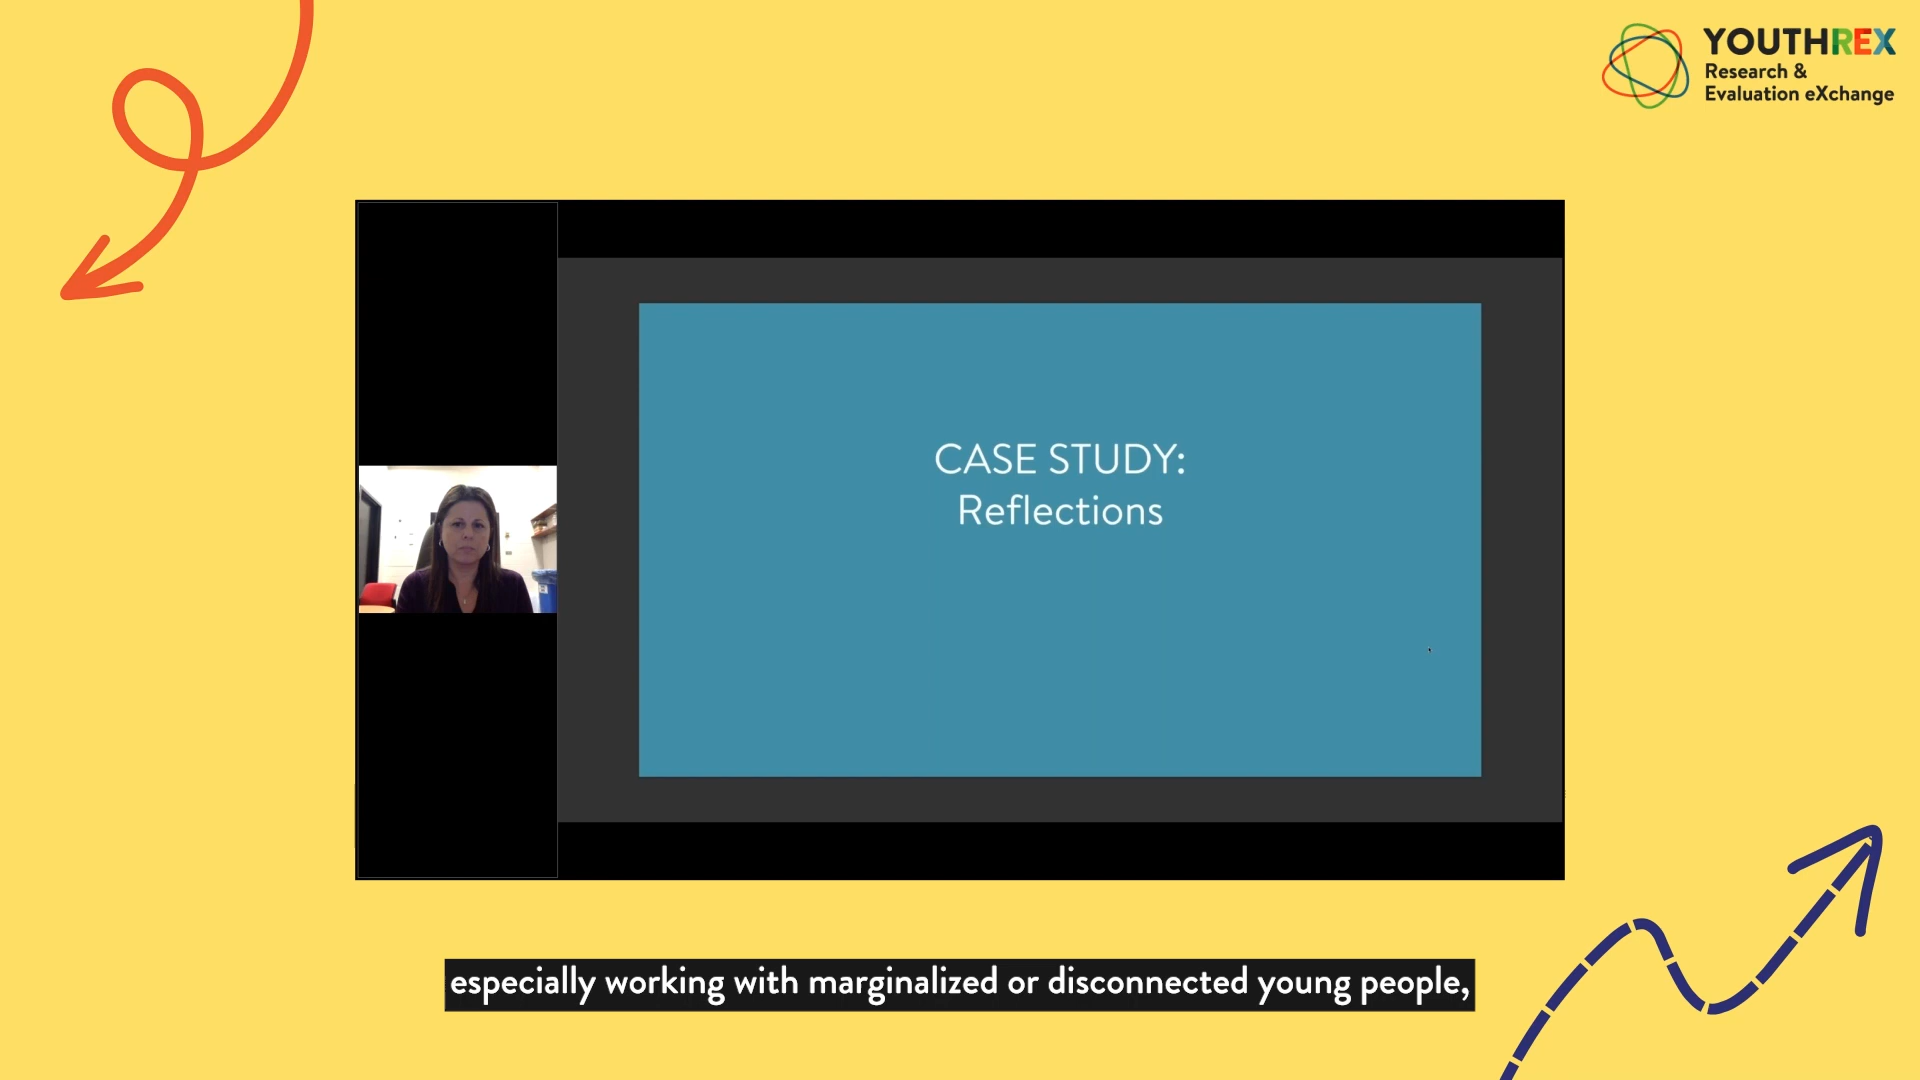 YOUTHREX
Research &
Evaluation eXchange
CASE STUDY:
Reflections
especially working with marginalized or disconnected young people,